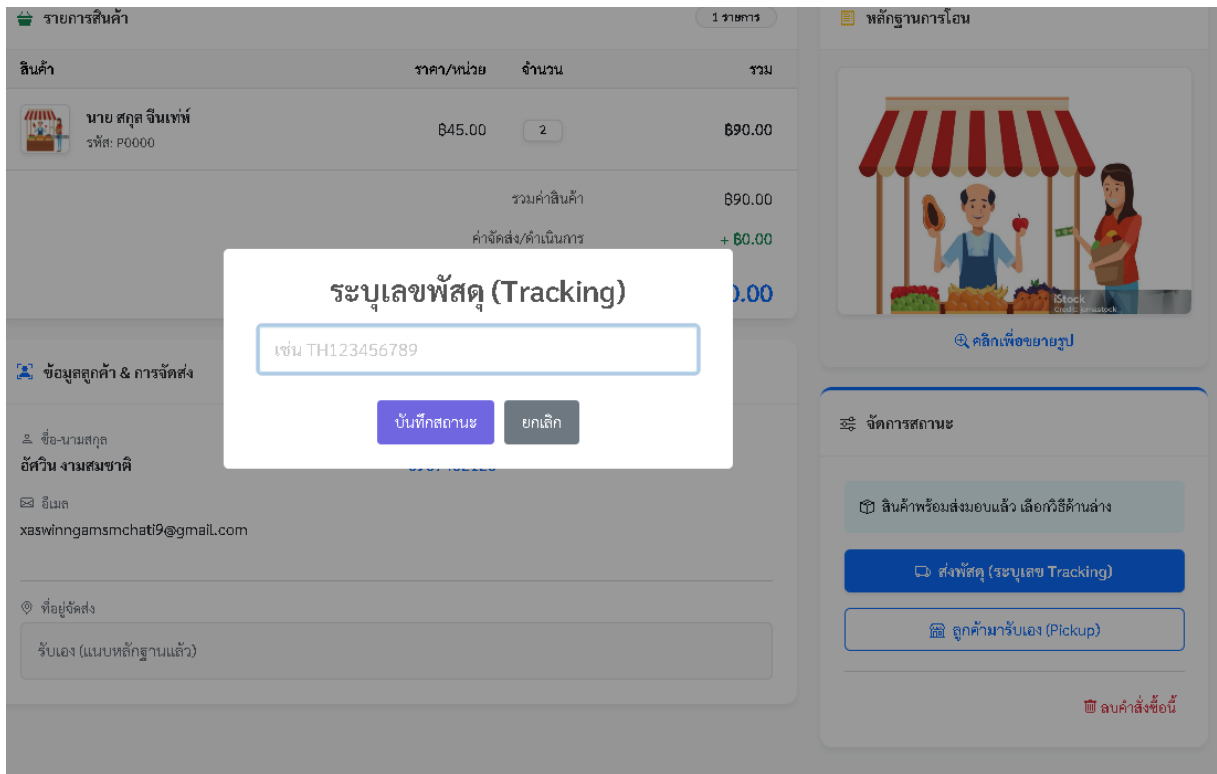 รายการสินค้า
1 รายการ
สินค้า ราคา/หน่วย จำนวน รวม
นาย สกุล จีนเท่ห์
รหัส: P0000
฿45.00 2 ฿90.00
รวมค่าสินค้า ฿90.00
ค่าจัดส่ง/ดำเนินการ + ฿0.00
0.00
ระบุเลขพัสดุ (Tracking)
เช่น TH123456789
บันทึกสถานะ ยกเลิก
ข้อมูลลูกค้า & การจัดส่ง
ชื่อ-นามสกุล
อัศวิน งามสมชาติ
อีเมล
xaswinngamsmchati9@gmail.com
ที่อยู่จัดส่ง
รับเอง (แนบหลักฐานแล้ว)
หลักฐานการโอน
iStock
Credit: jemastock
คลิกเพื่อขยายรูป
จัดการสถานะ
สินค้าพร้อมส่งมอบแล้ว เลือกวิธีด้านล่าง
ส่งพัสดุ (ระบุเลข Tracking)
ลูกค้ามารับเอง (Pickup)
ลบคำสั่งซื้อนี้